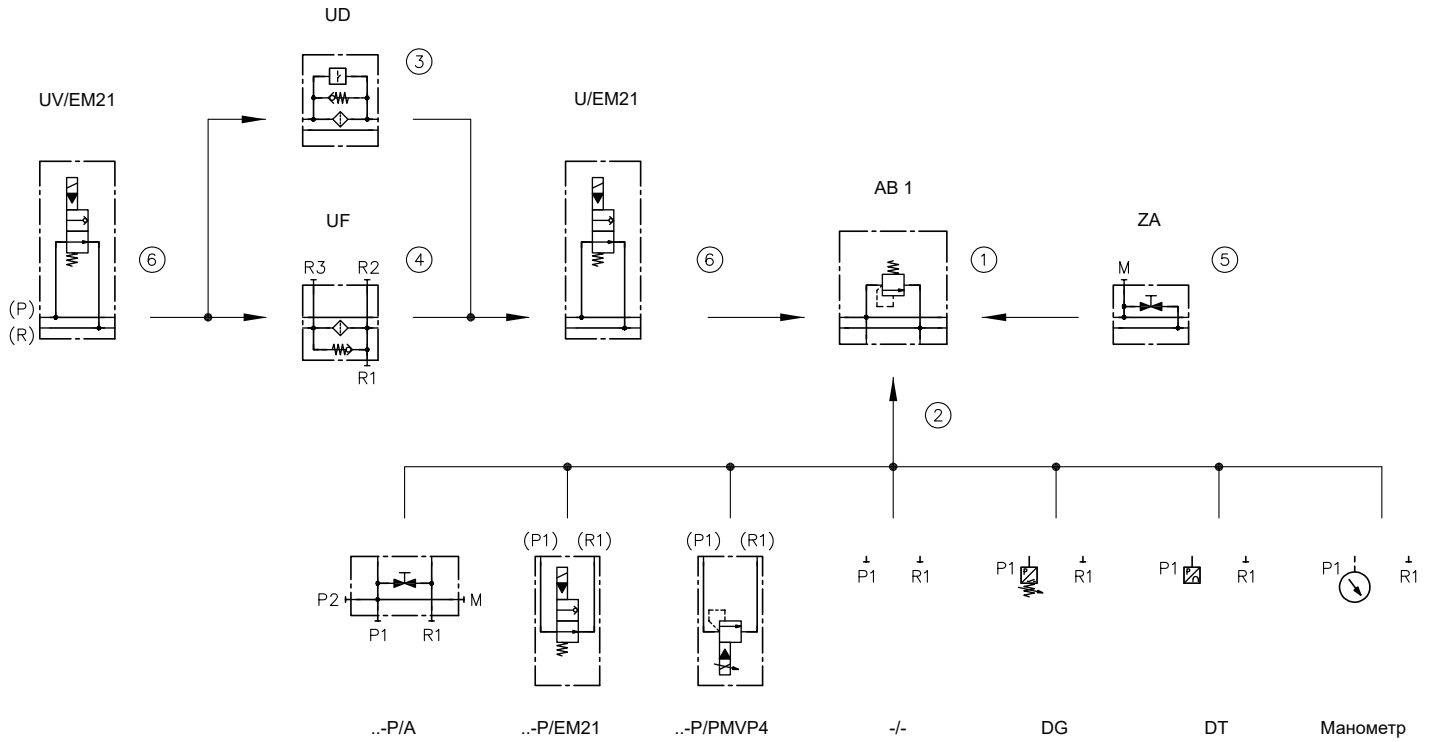 UD
3
UV/EM21
U/EM21
AB 1
ZA
UF
6
R3 R2
4
6
1
M
5
(P)
(R)
R1
2
(P1) (R1)
(P1) (R1)
P2
M
P1 R1
P1 R1
P1 R1
P1 R1
P1 R1
..-P/A
..-P/EM21
..-P/PMVP4
-/-
DG
DT
Манометр